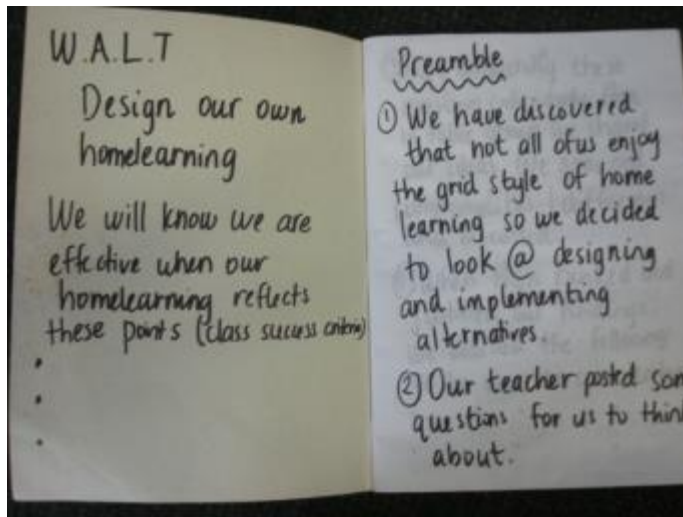 W.A.L.T
Design our own
homelearning
We will know we are
effective when our
homelearning reflects
these points (class success criteria)
•
•
•
Preamble
① We have discovered
that not all of us enjoy
the grid style of home
learning so we decided
to look @ designing
and implementing
alternatives.
② Our teacher posted som
questions for us to think
about.